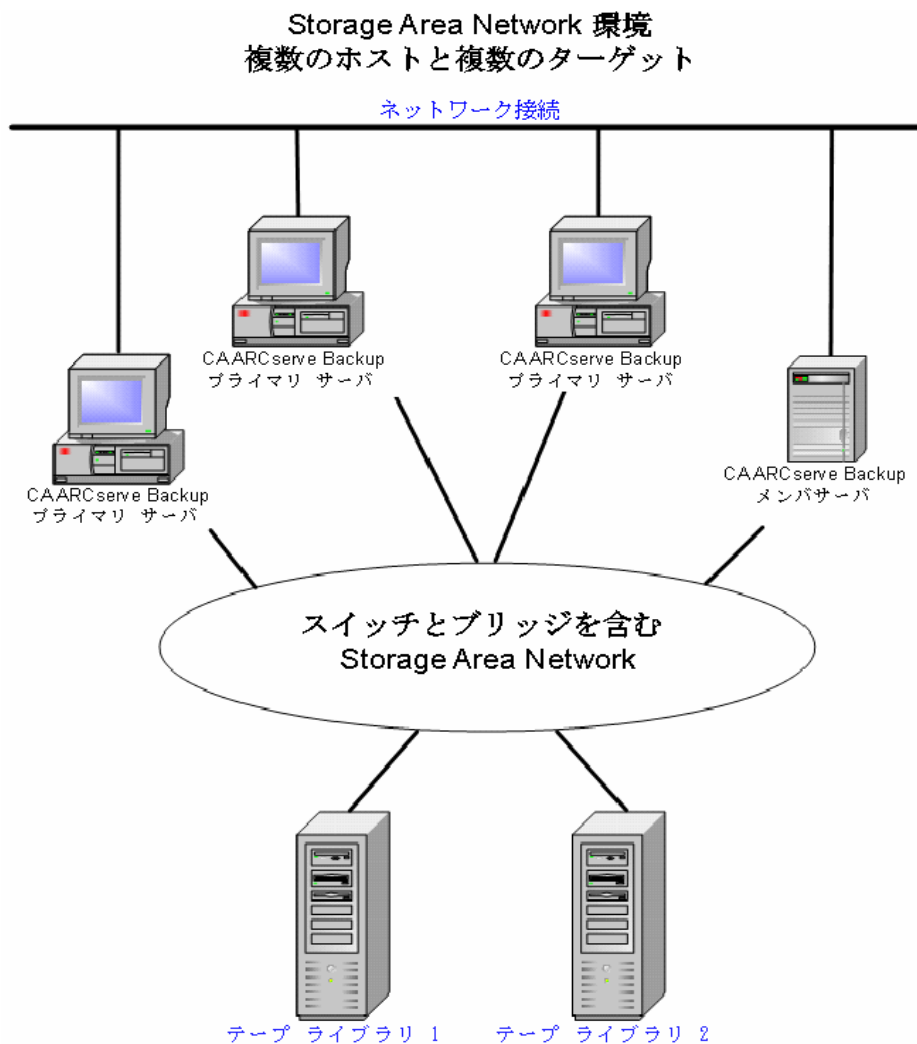 Storage Area Network 環境
複数のホストと複数のターゲット
ネットワーク接続
CAARCserve Backup
プライマリ サーバ
CAARCserve Backup
プライマリ サーバ
CAARCserve Backup
プライマリ サーバ
CAARCserve Backup
メンバサーバ
スイッチとブリッジを含む
Storage Area Network
テープ ライブラリ 1
テープ ライブラリ 2